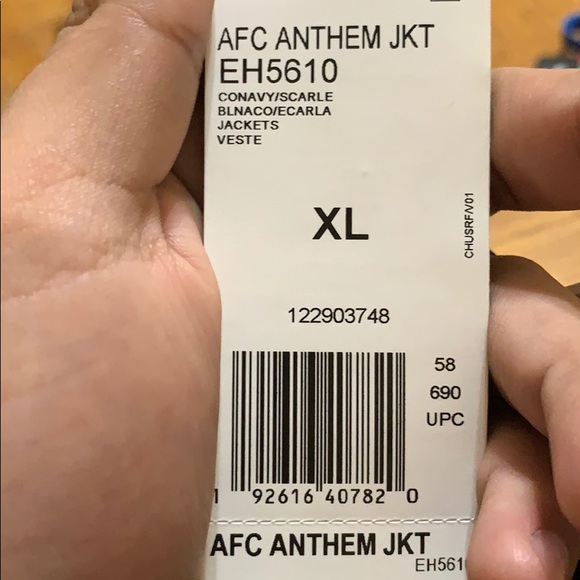 AFC ANTHEM JKT
EH5610
CONAVY/SCARLE
BLNACO/ECARLA
JACKETS
VESTE
CHUSRF/V01
XL
122903748
58
690
UPC
1 92616 40782 0
AFC ANTHEM JKT
EH561